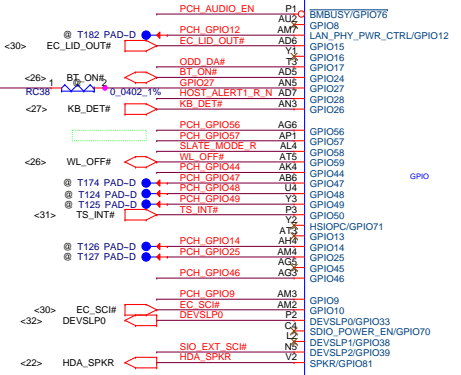 PCH_AUDIO_EN P1 BMBUSY/GPIO76
AU2 GPIO8
@ T182 PAD~D PCH_GPIO12 AM7 LAN_PHY_PWR_CTRL/GPIO12
<30> EC_LID_OUT# EC_LID_OUT# AD6 GPIO15
Y1 GPIO16
ODD_DA# T3 GPIO17
<26> BT_ON# BT_ON# AD5 GPIO24
1 @ 2 GPIO27 AN5 GPIO27
RC38 0_0402_1% HOST_ALERT1_R_N AD7 GPIO28
<27> KB_DET# KB_DET# AN3 GPIO26
PCH_GPIO56 AG6 GPIO56
PCH_GPIO57 AP1 GPIO57
SLATE_MODE_R AL4 GPIO58
<26> WL_OFF# WL_OFF# AT5 GPIO59
PCH_GPIO44 AK4 GPIO44
@ T174 PAD~D PCH_GPIO47 AB6 GPIO47 GPIO
@ T124 PAD~D PCH_GPIO48 U4 GPIO48
@ T125 PAD~D PCH_GPIO49 Y3 GPIO49
<31> TS_INT# TS_INT# P3 GPIO50
Y2 HSIOPC/GPIO71
AT3 GPIO13
@ T126 PAD~D PCH_GPIO14 AH4 GPIO14
@ T127 PAD~D PCH_GPIO25 AM4 GPIO25
AG5 GPIO45
PCH_GPIO46 AG3 GPIO46
PCH_GPIO9 AM3 GPIO9
<30> EC_SCI# EC_SCI# AM2 GPIO10
<32> DEVSLP0 DEVSLP0 P2 DEVSLP0/GPIO33
C4 SDIO_POWER_EN/GPIO70
L2 DEVSLP1/GPIO38
SIO_EXT_SCI# N5 DEVSLP2/GPIO39
<22> HDA_SPKR HDA_SPKR V2 SPKR/GPIO81